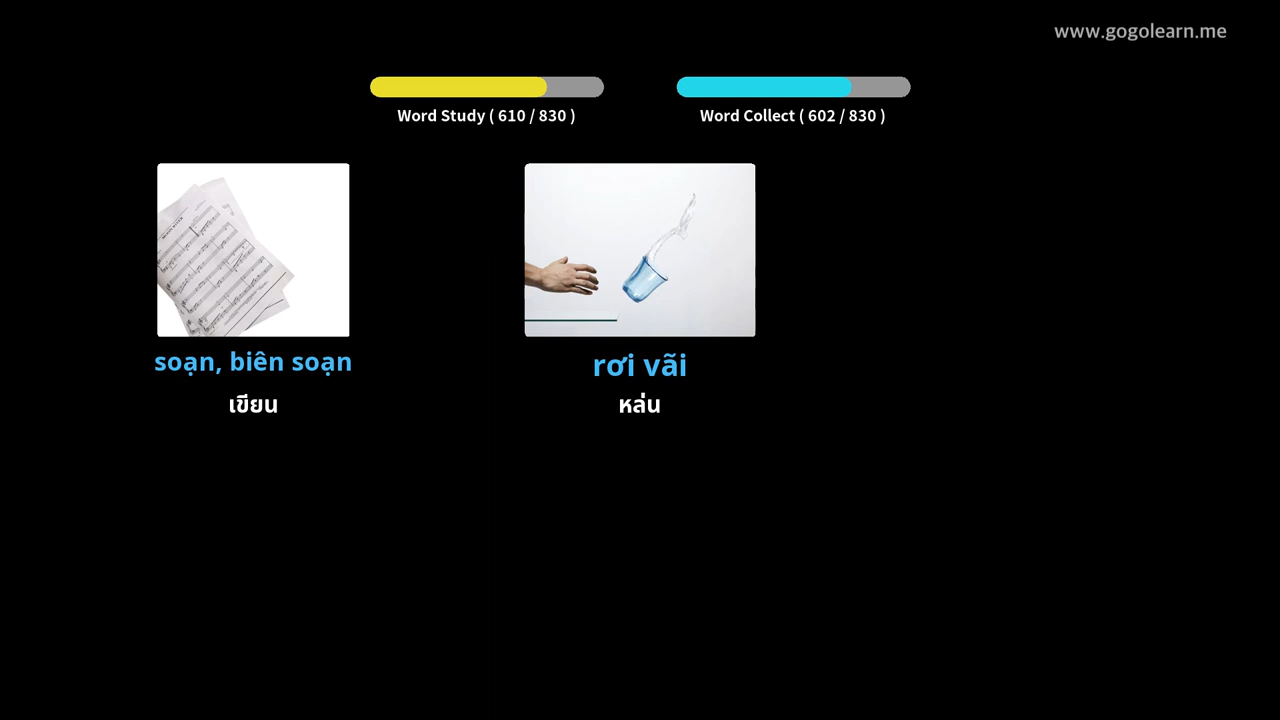 www.gogolearn.me
Word Study ( 610 / 830 )
Word Collect ( 602 / 830 )
soạn, biên soạn
เขียน
rơi vãi
หล่น